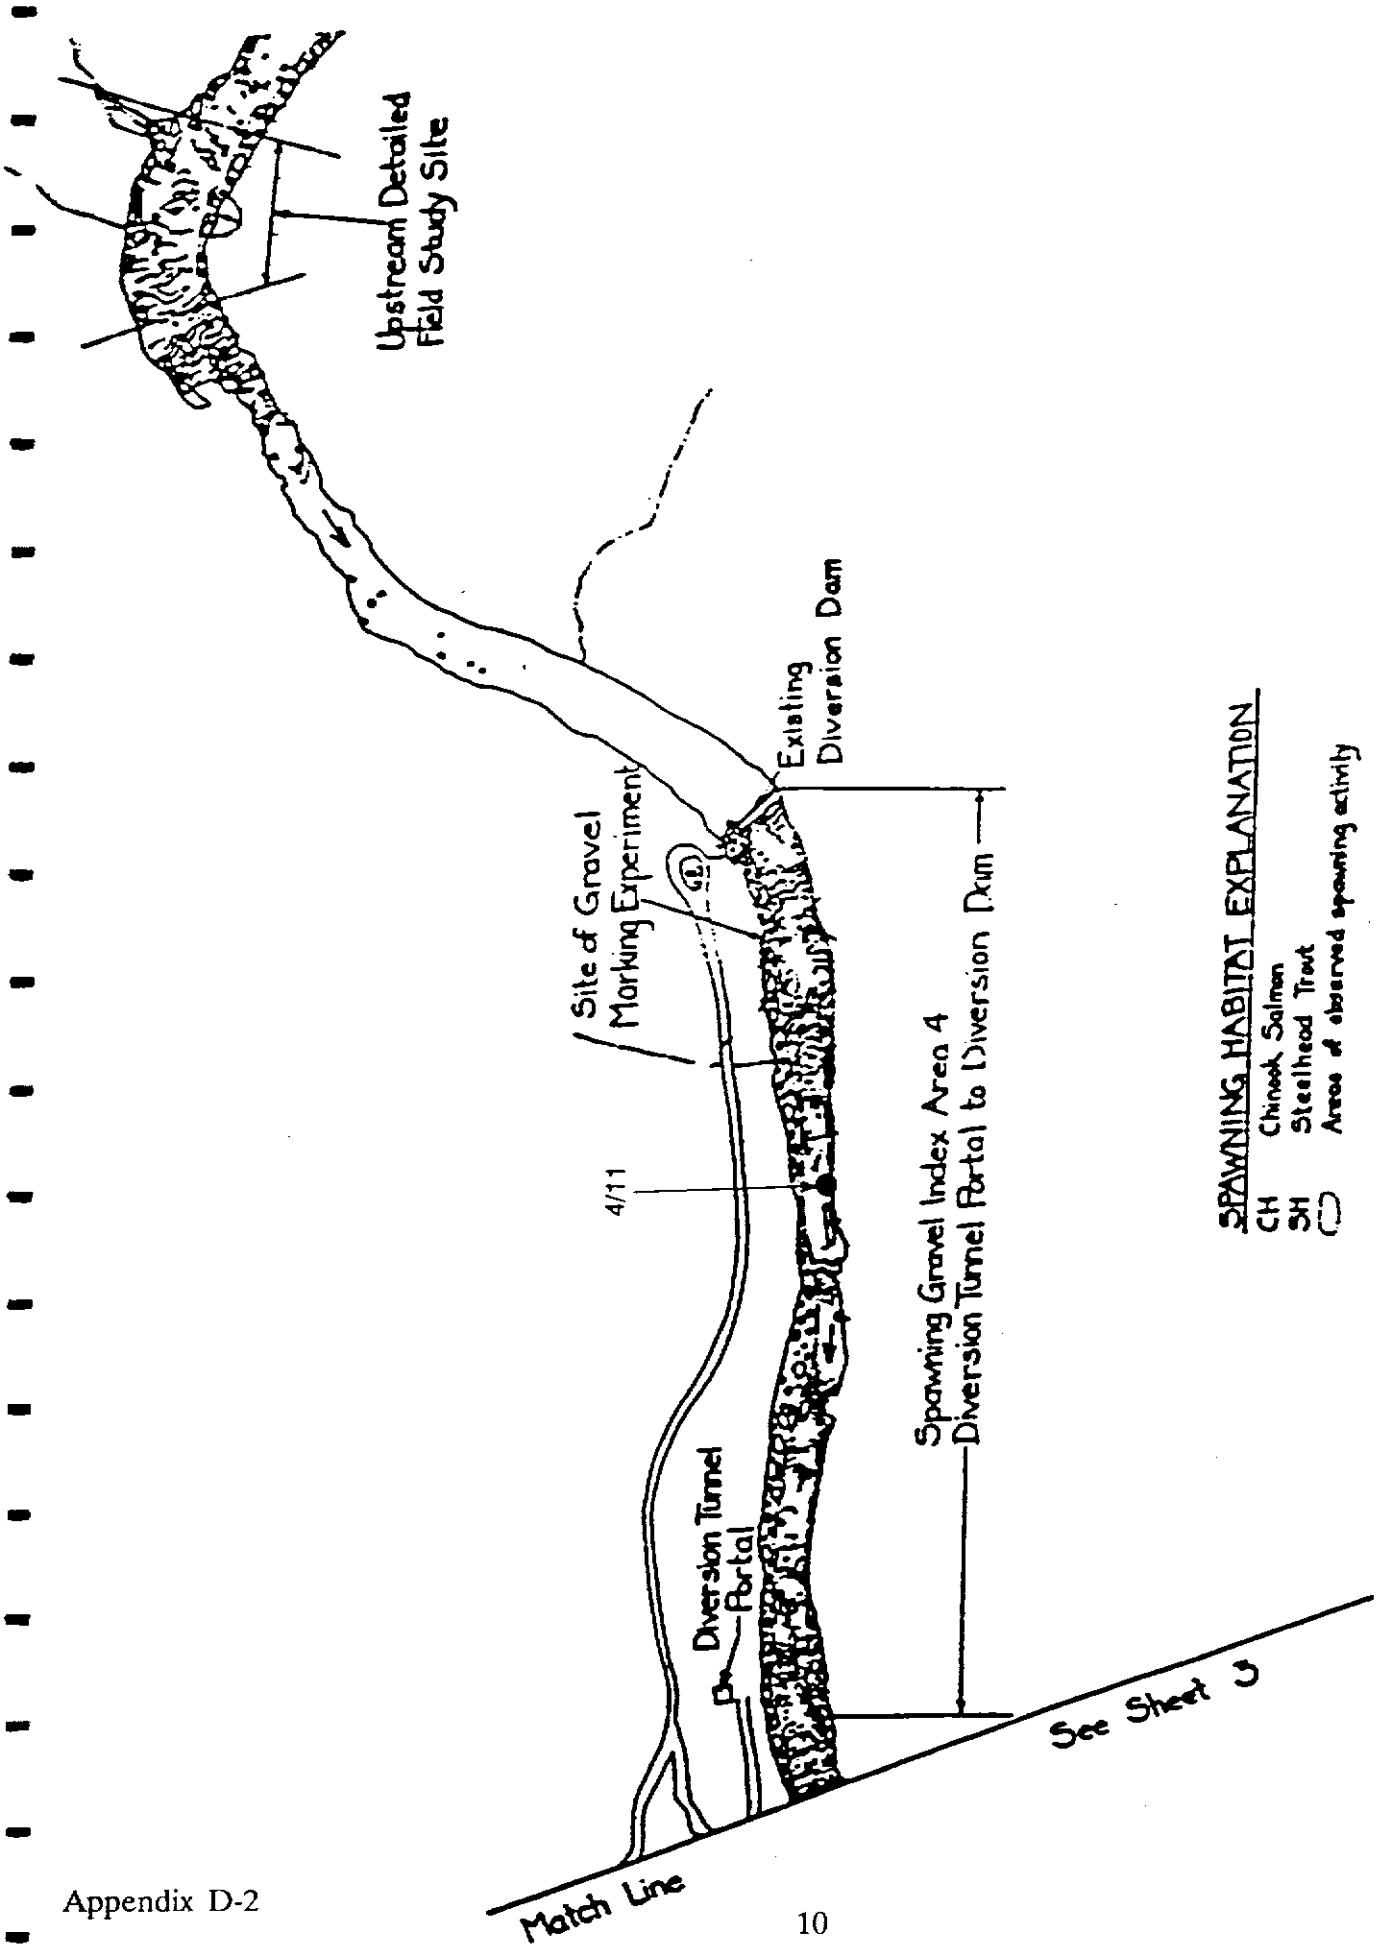 Upstream Detailed
Field Study Site
Existing
Diversion Dam
Site of Gravel
Marking Experiment
4/11
Spawning Gravel Index Area 4
Diversion Tunnel Portal to Diversion Dam
Diversion Tunnel
Portal
SPAWNING HABITAT EXPLANATION
CH Chinook Salmon
SH Steelhead Trout
Areas of observed spawning activity
See Sheet 3
Match Line
Appendix D-2
10